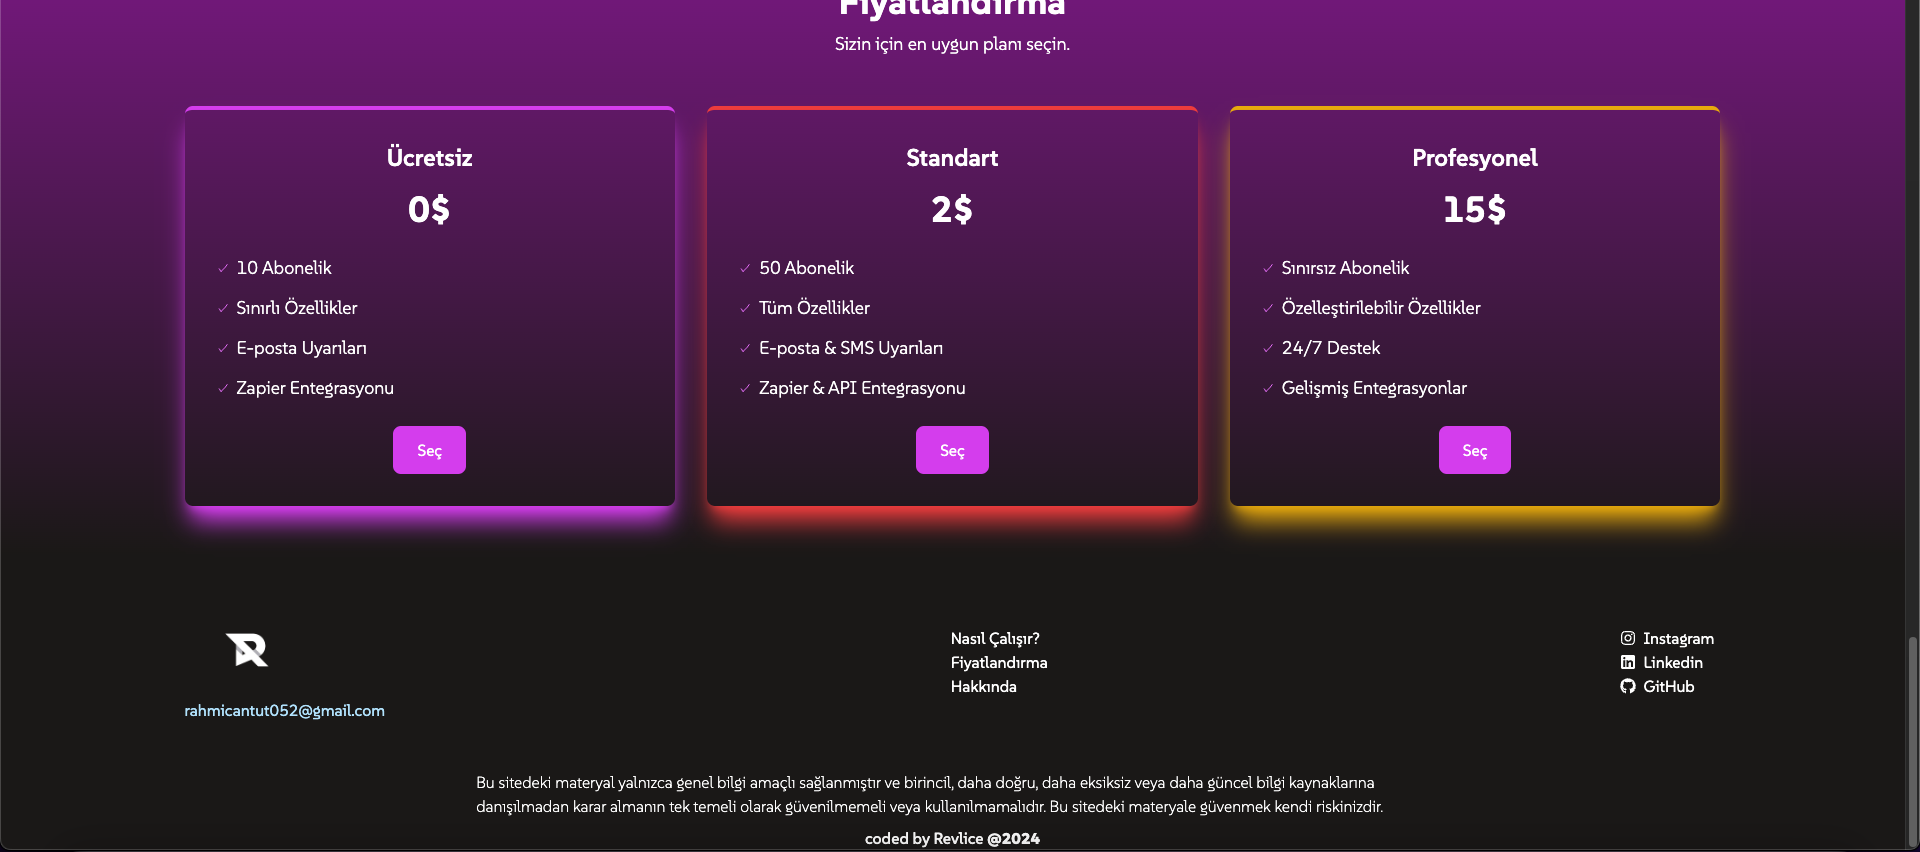 Fiyatlandırma
Sizin için en uygun planı seçin.
Ücretsiz
0$
10 Abonelik
Sınırlı Özellikler
E-posta Uyarıları
Zapier Entegrasyonu
Seç
Standart
2$
50 Abonelik
Tüm Özellikler
E-posta & SMS Uyarıları
Zapier & API Entegrasyonu
Seç
Profesyonel
15$
Sınırsız Abonelik
Özelleştirilebilir Özellikler
24/7 Destek
Gelişmiş Entegrasyonlar
Seç
rahmicantut052@gmail.com
Nasıl Çalışır?
Fiyatlandırma
Hakkında
Instagram
Linkedin
GitHub
Bu sitedeki materyal yalnızca genel bilgi amaçlı sağlanmıştır ve birincil, daha doğru, daha eksiksiz veya daha güncel bilgi kaynaklarına
danışılmadan karar almanın tek temeli olarak güvenilmemeli veya kullanılmamalıdır. Bu sitedeki materyale güvenmek kendi riskinizdir.
coded by Revlice @2024